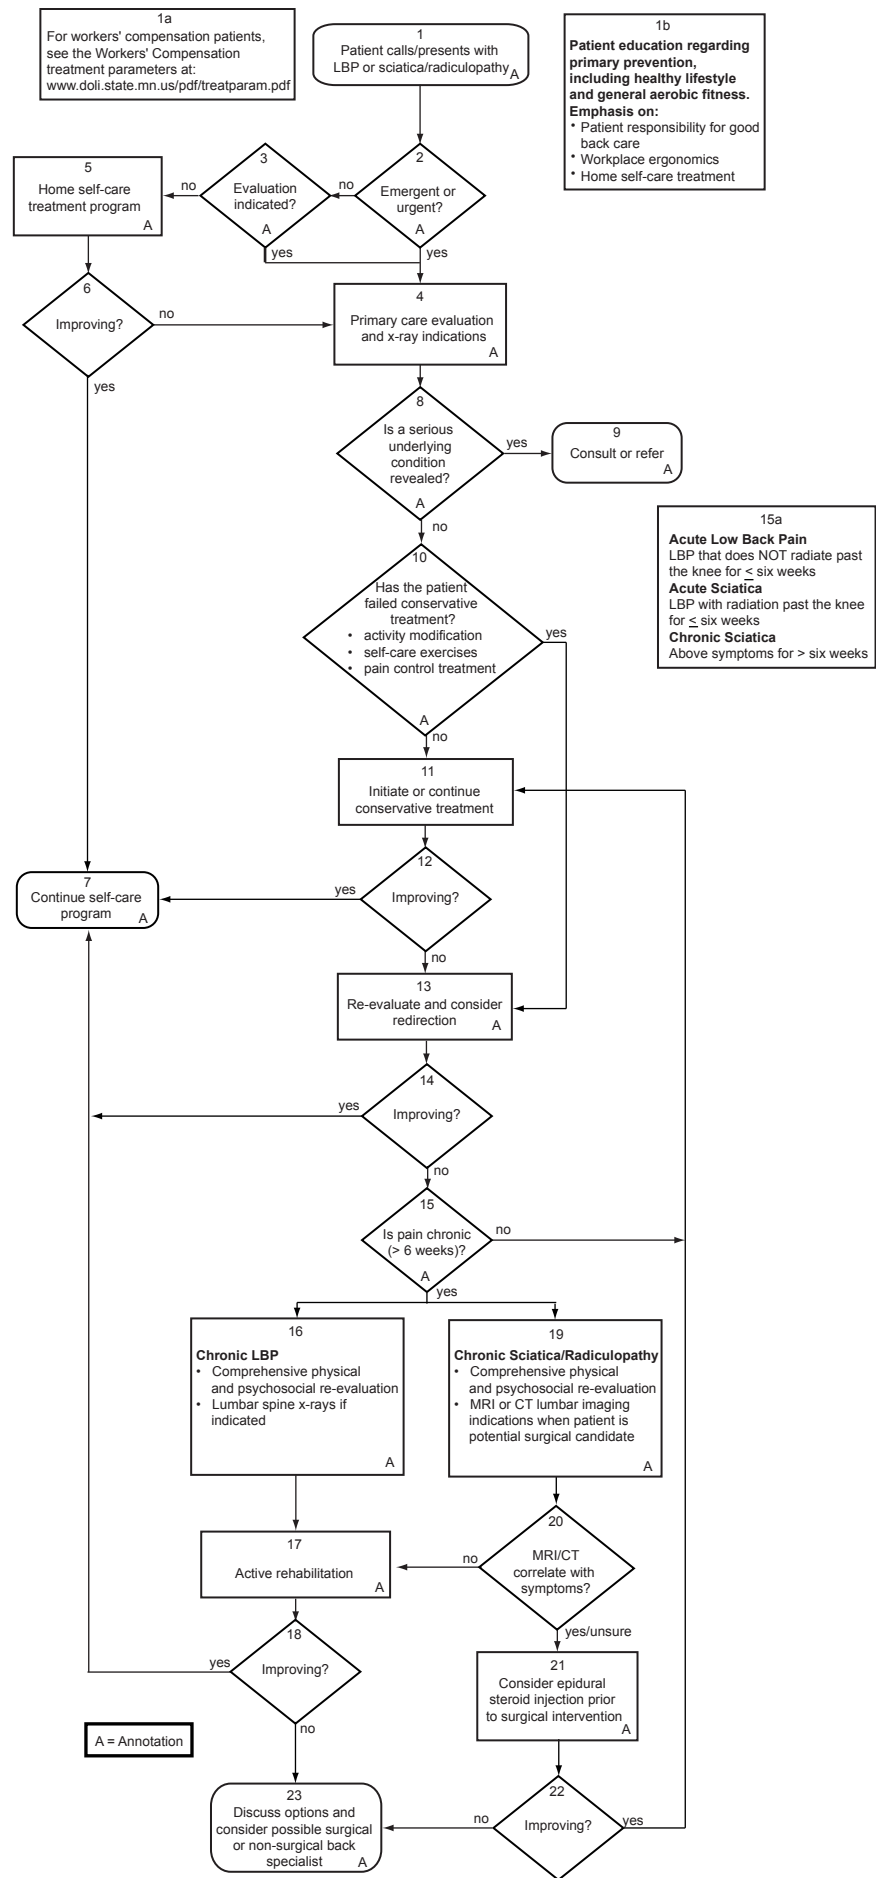 1a
For workers' compensation patients,
see the Workers' Compensation
treatment parameters at:
www.doli.state.mn.us/pdf/treatparam.pdf
1
Patient calls/presents with
LBP or sciatica/radiculopathy
A
1b
Patient education regarding
primary prevention,
including healthy lifestyle
and general aerobic fitness.
Emphasis on:
• Patient responsibility for good
back care
• Workplace ergonomics
• Home self-care treatment
2
Emergent or
urgent?
A
no
yes
3
Evaluation
indicated?
A
no
yes
5
Home self-care
treatment program
A
6
Improving?
no
yes
4
Primary care evaluation
and x-ray indications
A
8
Is a serious
underlying
condition
revealed?
A
yes
no
9
Consult or refer
A
10
Has the patient
failed conservative
treatment?
• activity modification
• self-care exercises
• pain control treatment
A
yes
no
15a
Acute Low Back Pain
LBP that does NOT radiate past
the knee for < six weeks
Acute Sciatica
LBP with radiation past the knee
for < six weeks
Chronic Sciatica
Above symptoms for > six weeks
11
Initiate or continue
conservative treatment
12
Improving?
yes
no
7
Continue self-care
program
A
13
Re-evaluate and consider
redirection
A
14
Improving?
yes
no
15
Is pain chronic
(> 6 weeks)?
A
no
yes
16
Chronic LBP
• Comprehensive physical
and psychosocial re-evaluation
• Lumbar spine x-rays if
indicated
A
19
Chronic Sciatica/Radiculopathy
• Comprehensive physical
and psychosocial re-evaluation
• MRI or CT lumbar imaging
indications when patient is
potential surgical candidate
A
17
Active rehabilitation
A
20
MRI/CT
correlate with
symptoms?
no
yes/unsure
18
Improving?
yes
no
21
Consider epidural
steroid injection prior
to surgical intervention
A
A = Annotation
23
Discuss options and
consider possible surgical
or non-surgical back
specialist
A
22
Improving?
no
yes